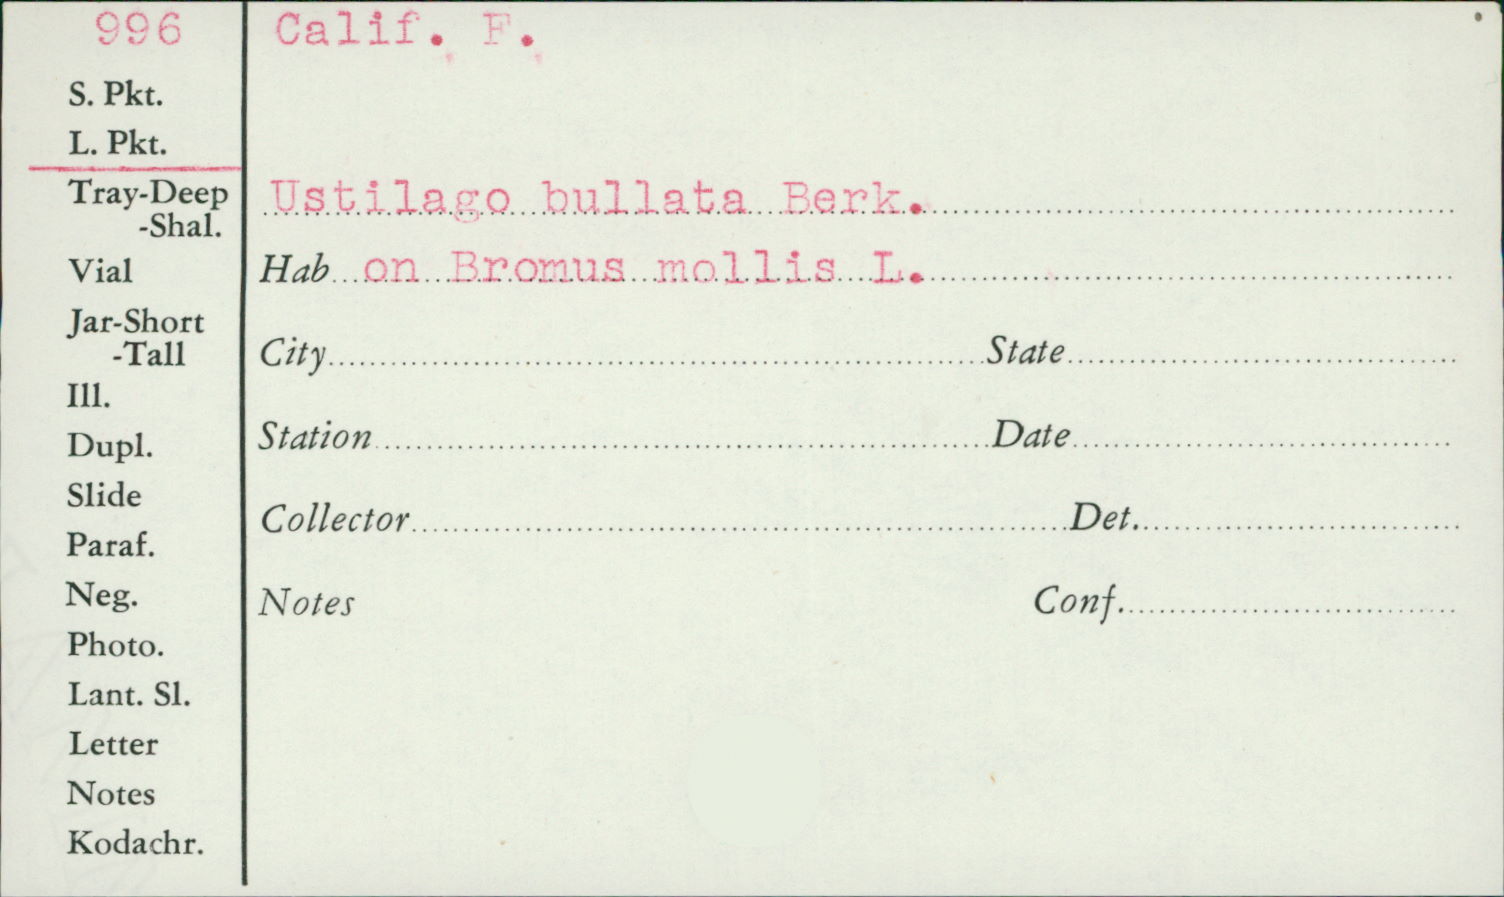 996
Calif. F.
S. Pkt.
L. Pkt.
Tray-Deep
-Shal.
Vial
Jar-Short
-Tall
Ill.
Dupl.
Slide
Paraf.
Neg.
Photo.
Lant. Sl.
Letter
Notes
Kodachr.
Ustilago bullata Berk.
Hab on Bromus mollis L.
City State
Station Date
Collector Det.
Notes Conf.